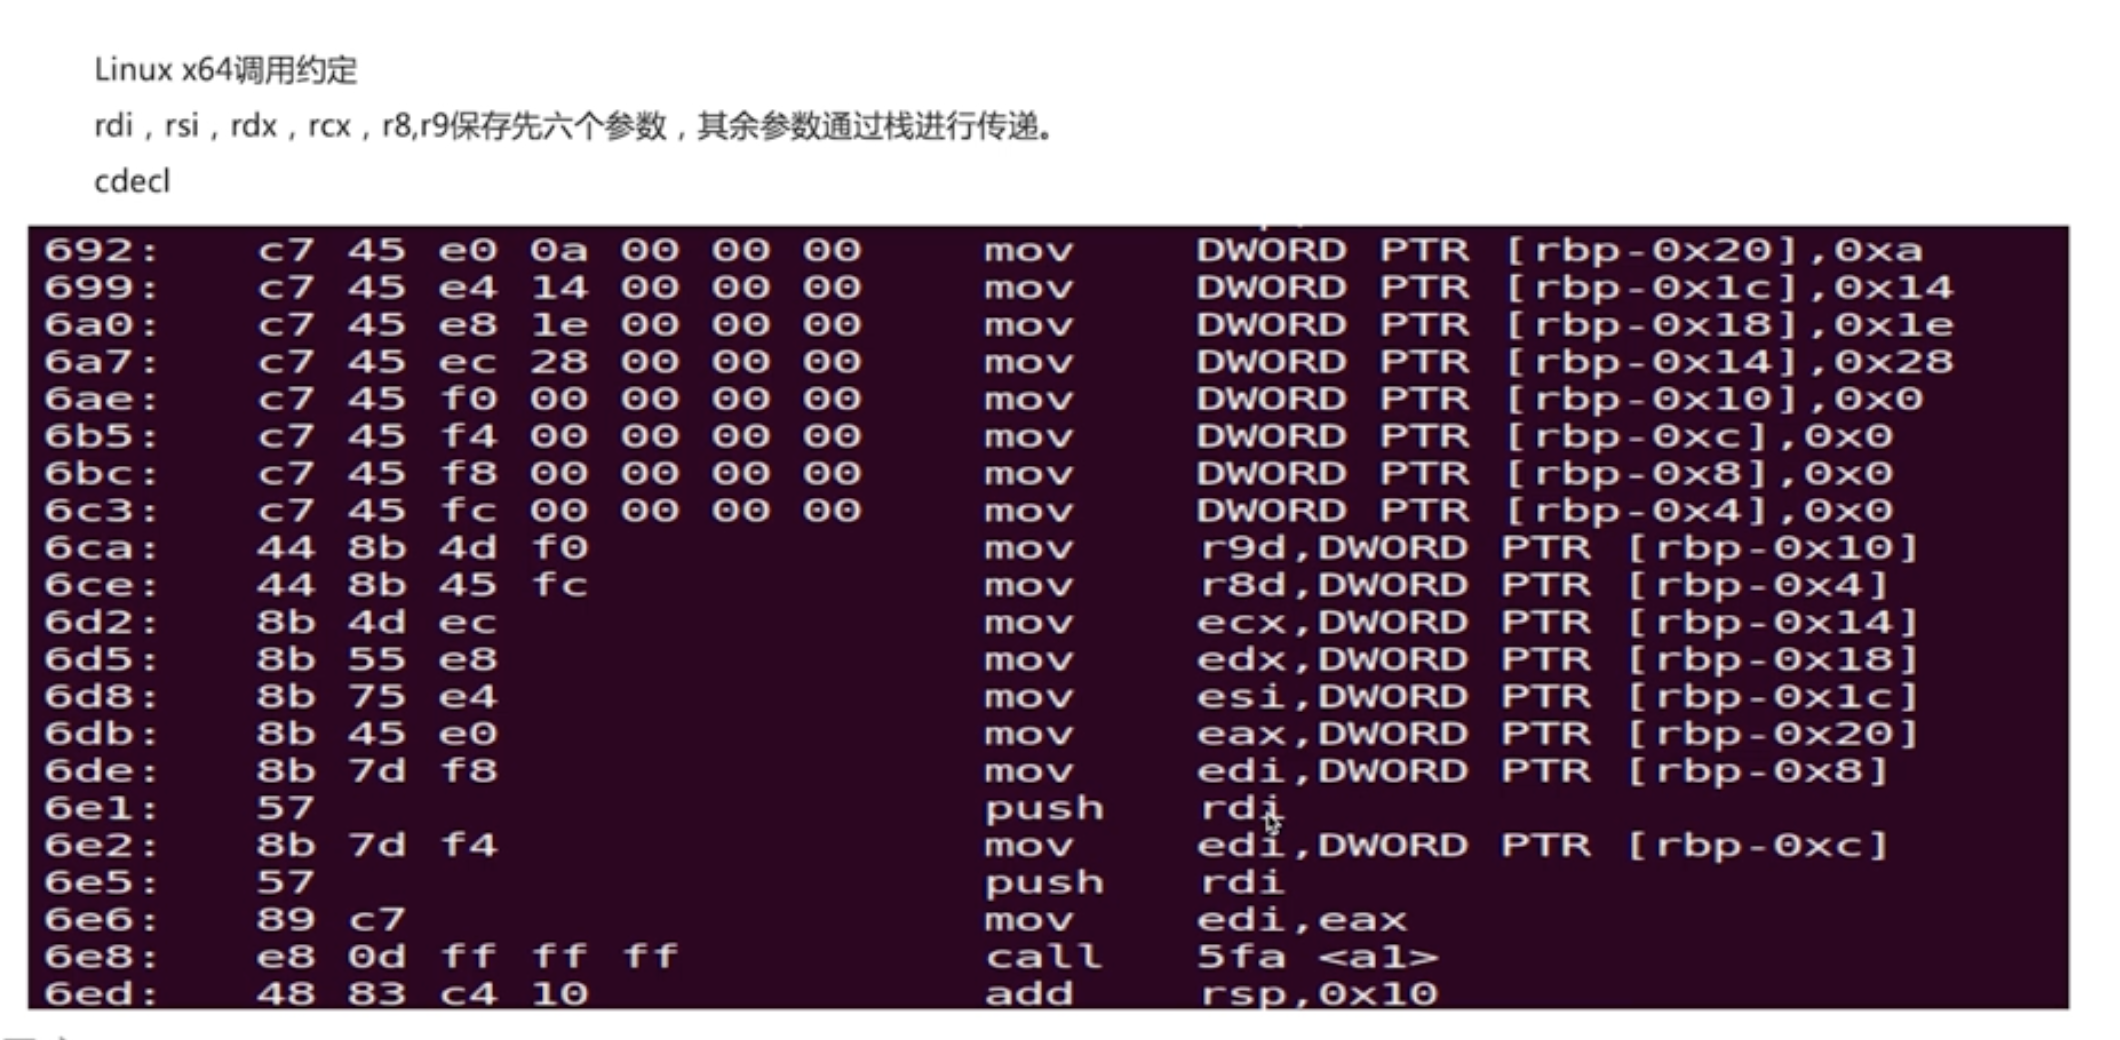 Linux x64调用约定
rdi，rsi，rdx，rcx，r8,r9保存先六个参数，其余参数通过栈进行传递。
cdecl
692: c7 45 e0 0a 00 00 00 mov DWORD PTR [rbp-0x20],0xa
699: c7 45 e4 14 00 00 00 mov DWORD PTR [rbp-0x1c],0x14
6a0: c7 45 e8 1e 00 00 00 mov DWORD PTR [rbp-0x18],0x1e
6a7: c7 45 ec 28 00 00 00 mov DWORD PTR [rbp-0x14],0x28
6ae: c7 45 f0 00 00 00 00 mov DWORD PTR [rbp-0x10],0x0
6b5: c7 45 f4 00 00 00 00 mov DWORD PTR [rbp-0xc],0x0
6bc: c7 45 f8 00 00 00 00 mov DWORD PTR [rbp-0x8],0x0
6c3: c7 45 fc 00 00 00 00 mov DWORD PTR [rbp-0x4],0x0
6ca: 44 8b 4d f0 mov r9d,DWORD PTR [rbp-0x10]
6ce: 44 8b 45 fc mov r8d,DWORD PTR [rbp-0x4]
6d2: 8b 4d ec mov ecx,DWORD PTR [rbp-0x14]
6d5: 8b 55 e8 mov edx,DWORD PTR [rbp-0x18]
6d8: 8b 75 e4 mov esi,DWORD PTR [rbp-0x1c]
6db: 8b 45 e0 mov eax,DWORD PTR [rbp-0x20]
6de: 8b 7d f8 mov edi,DWORD PTR [rbp-0x8]
6e1: 57 push rdi
6e2: 8b 7d f4 mov edi,DWORD PTR [rbp-0xc]
6e5: 57 push rdi
6e6: 89 c7 mov edi,eax
6e8: e8 0d ff ff ff call 5fa <a1>
6ed: 48 83 c4 10 add rsp,0x10